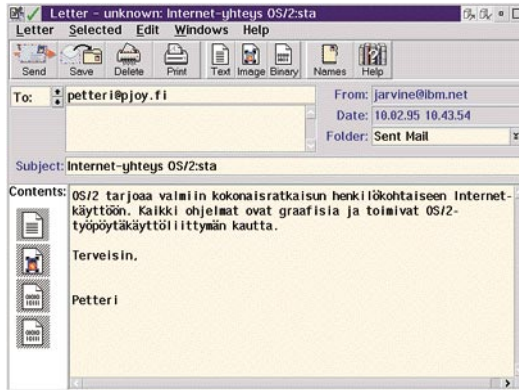 Letter - unknown: Internet-yhteys OS/2:sta
Letter Selected Edit Windows Help
Send Save Delete Print Text Image Binary Names Help
To: petteri@pjoy.fi
From: jarvine@ibm.net
Date: 10.02.95 10.43.54
Folder: Sent Mail
Subject: Internet-yhteys OS/2:sta
Contents:
OS/2 tarjoaa valmiin kokonaisratkaisun henkilökohtaiseen Internet-
käyttöön. Kaikki ohjelmat ovat graafisia ja toimivat OS/2-
työpöytäkäyttöliittymän kautta.
Terveisin,
Petteri